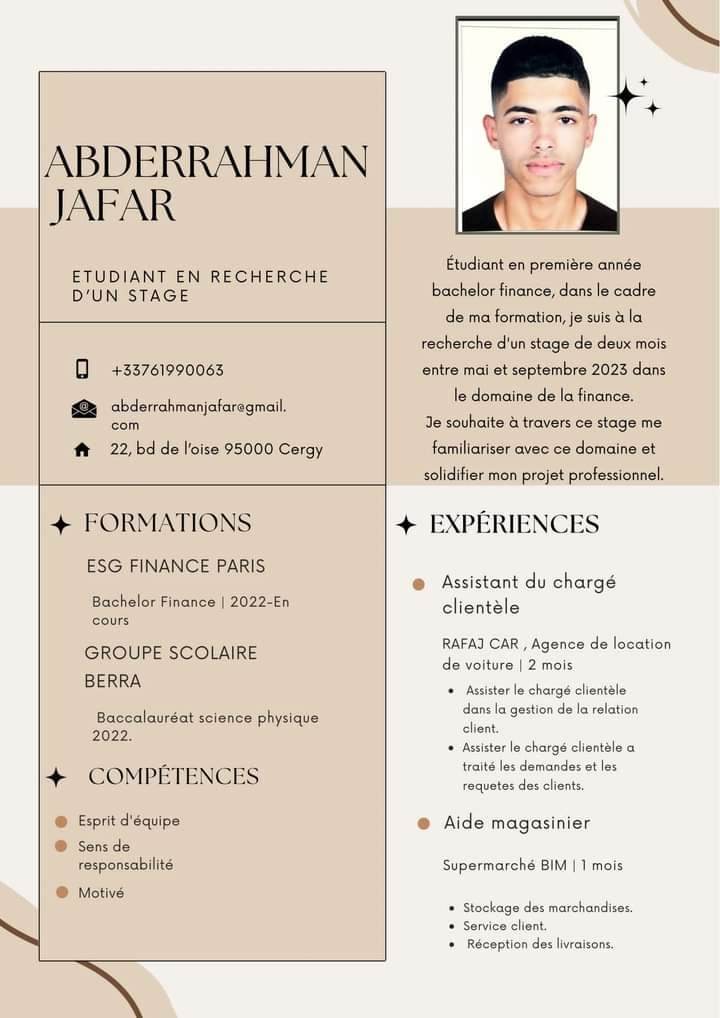 ABDERRAHMAN
JAFAR
ETUDIANT EN RECHERCHE
D'UN STAGE
+33761990063
abderrahmanjafar@gmail.
com
22, bd de l'oise 95000 Cergy
Étudiant en première année
bachelor finance, dans le cadre
de ma formation, je suis à la
recherche d'un stage de deux mois
entre mai et septembre 2023 dans
le domaine de la finance.
Je souhaite à travers ce stage me
familiariser avec ce domaine et
solidifier mon projet professionnel.
FORMATIONS
ESG FINANCE PARIS
Bachelor Finance | 2022-En
cours
GROUPE SCOLAIRE
BERRA
Baccalauréat science physique
2022.
COMPÉTENCES
Esprit d'équipe
Sens de
responsabilité
Motivé
EXPÉRIENCES
Assistant du chargé
clientèle
RAFAJ CAR , Agence de location
de voiture | 2 mois
• Assister le chargé clientèle
dans la gestion de la relation
client.
• Assister le chargé clientèle a
traité les demandes et les
requetes des clients.
Aide magasinier
Supermarché BIM | 1 mois
• Stockage des marchandises.
• Service client.
• Réception des livraisons.